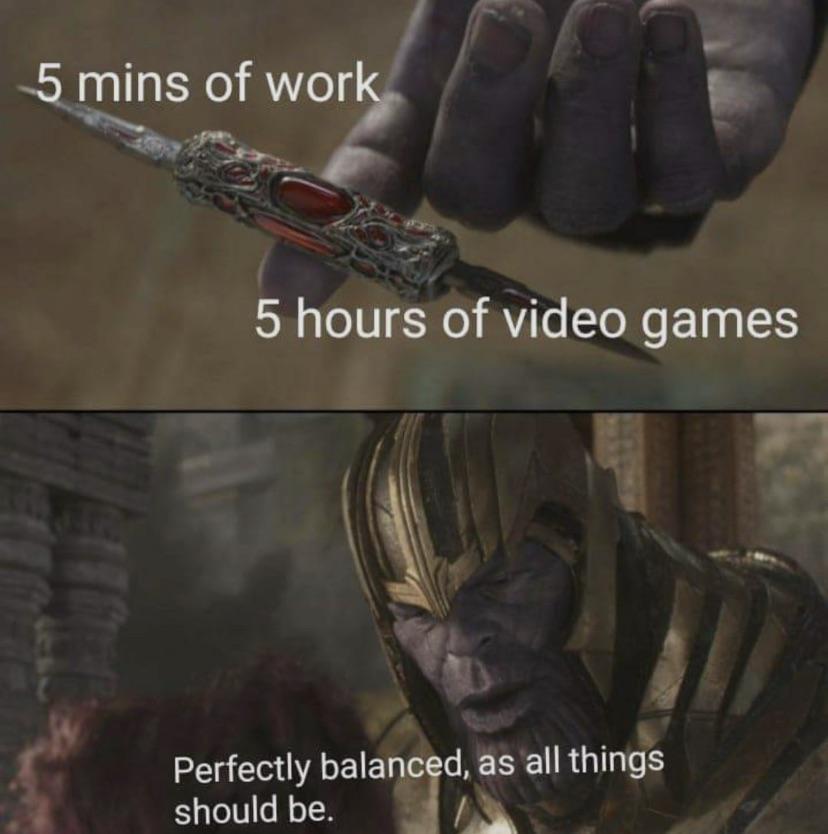 5 mins of work
5 hours of video games
Perfectly balanced, as all things
should be.